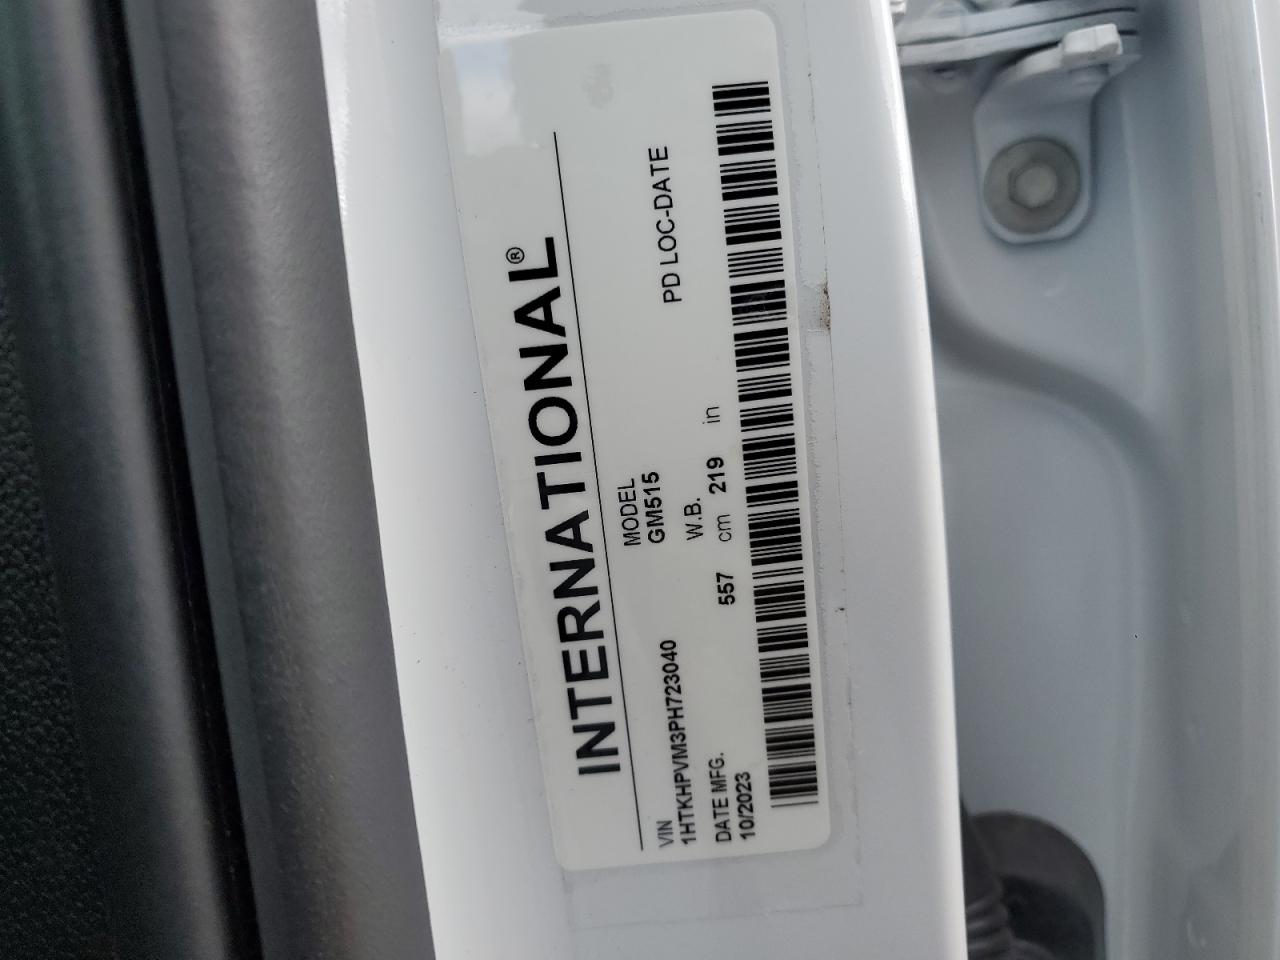 INTERNATIONAL®
VIN MODEL PD LOC-DATE
1HTKHPVM3PH723040 GM515
DATE MFG. W.B.
10/2023 557 cm 219 in